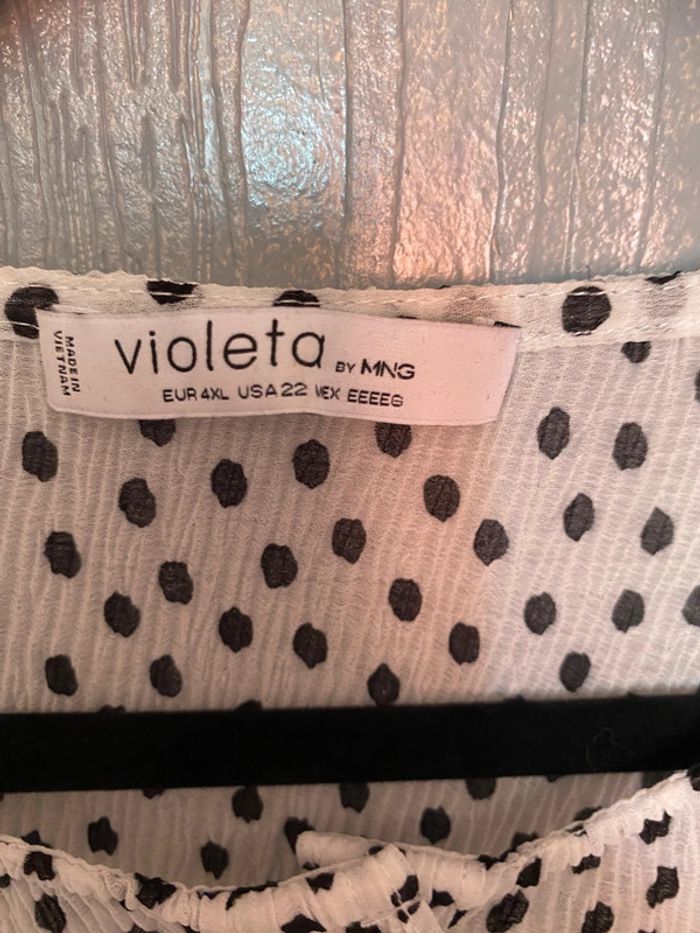 MADE IN
VIETNAM
violeta BY MNG
EUR 4XL USA 22 MEX EEEEG